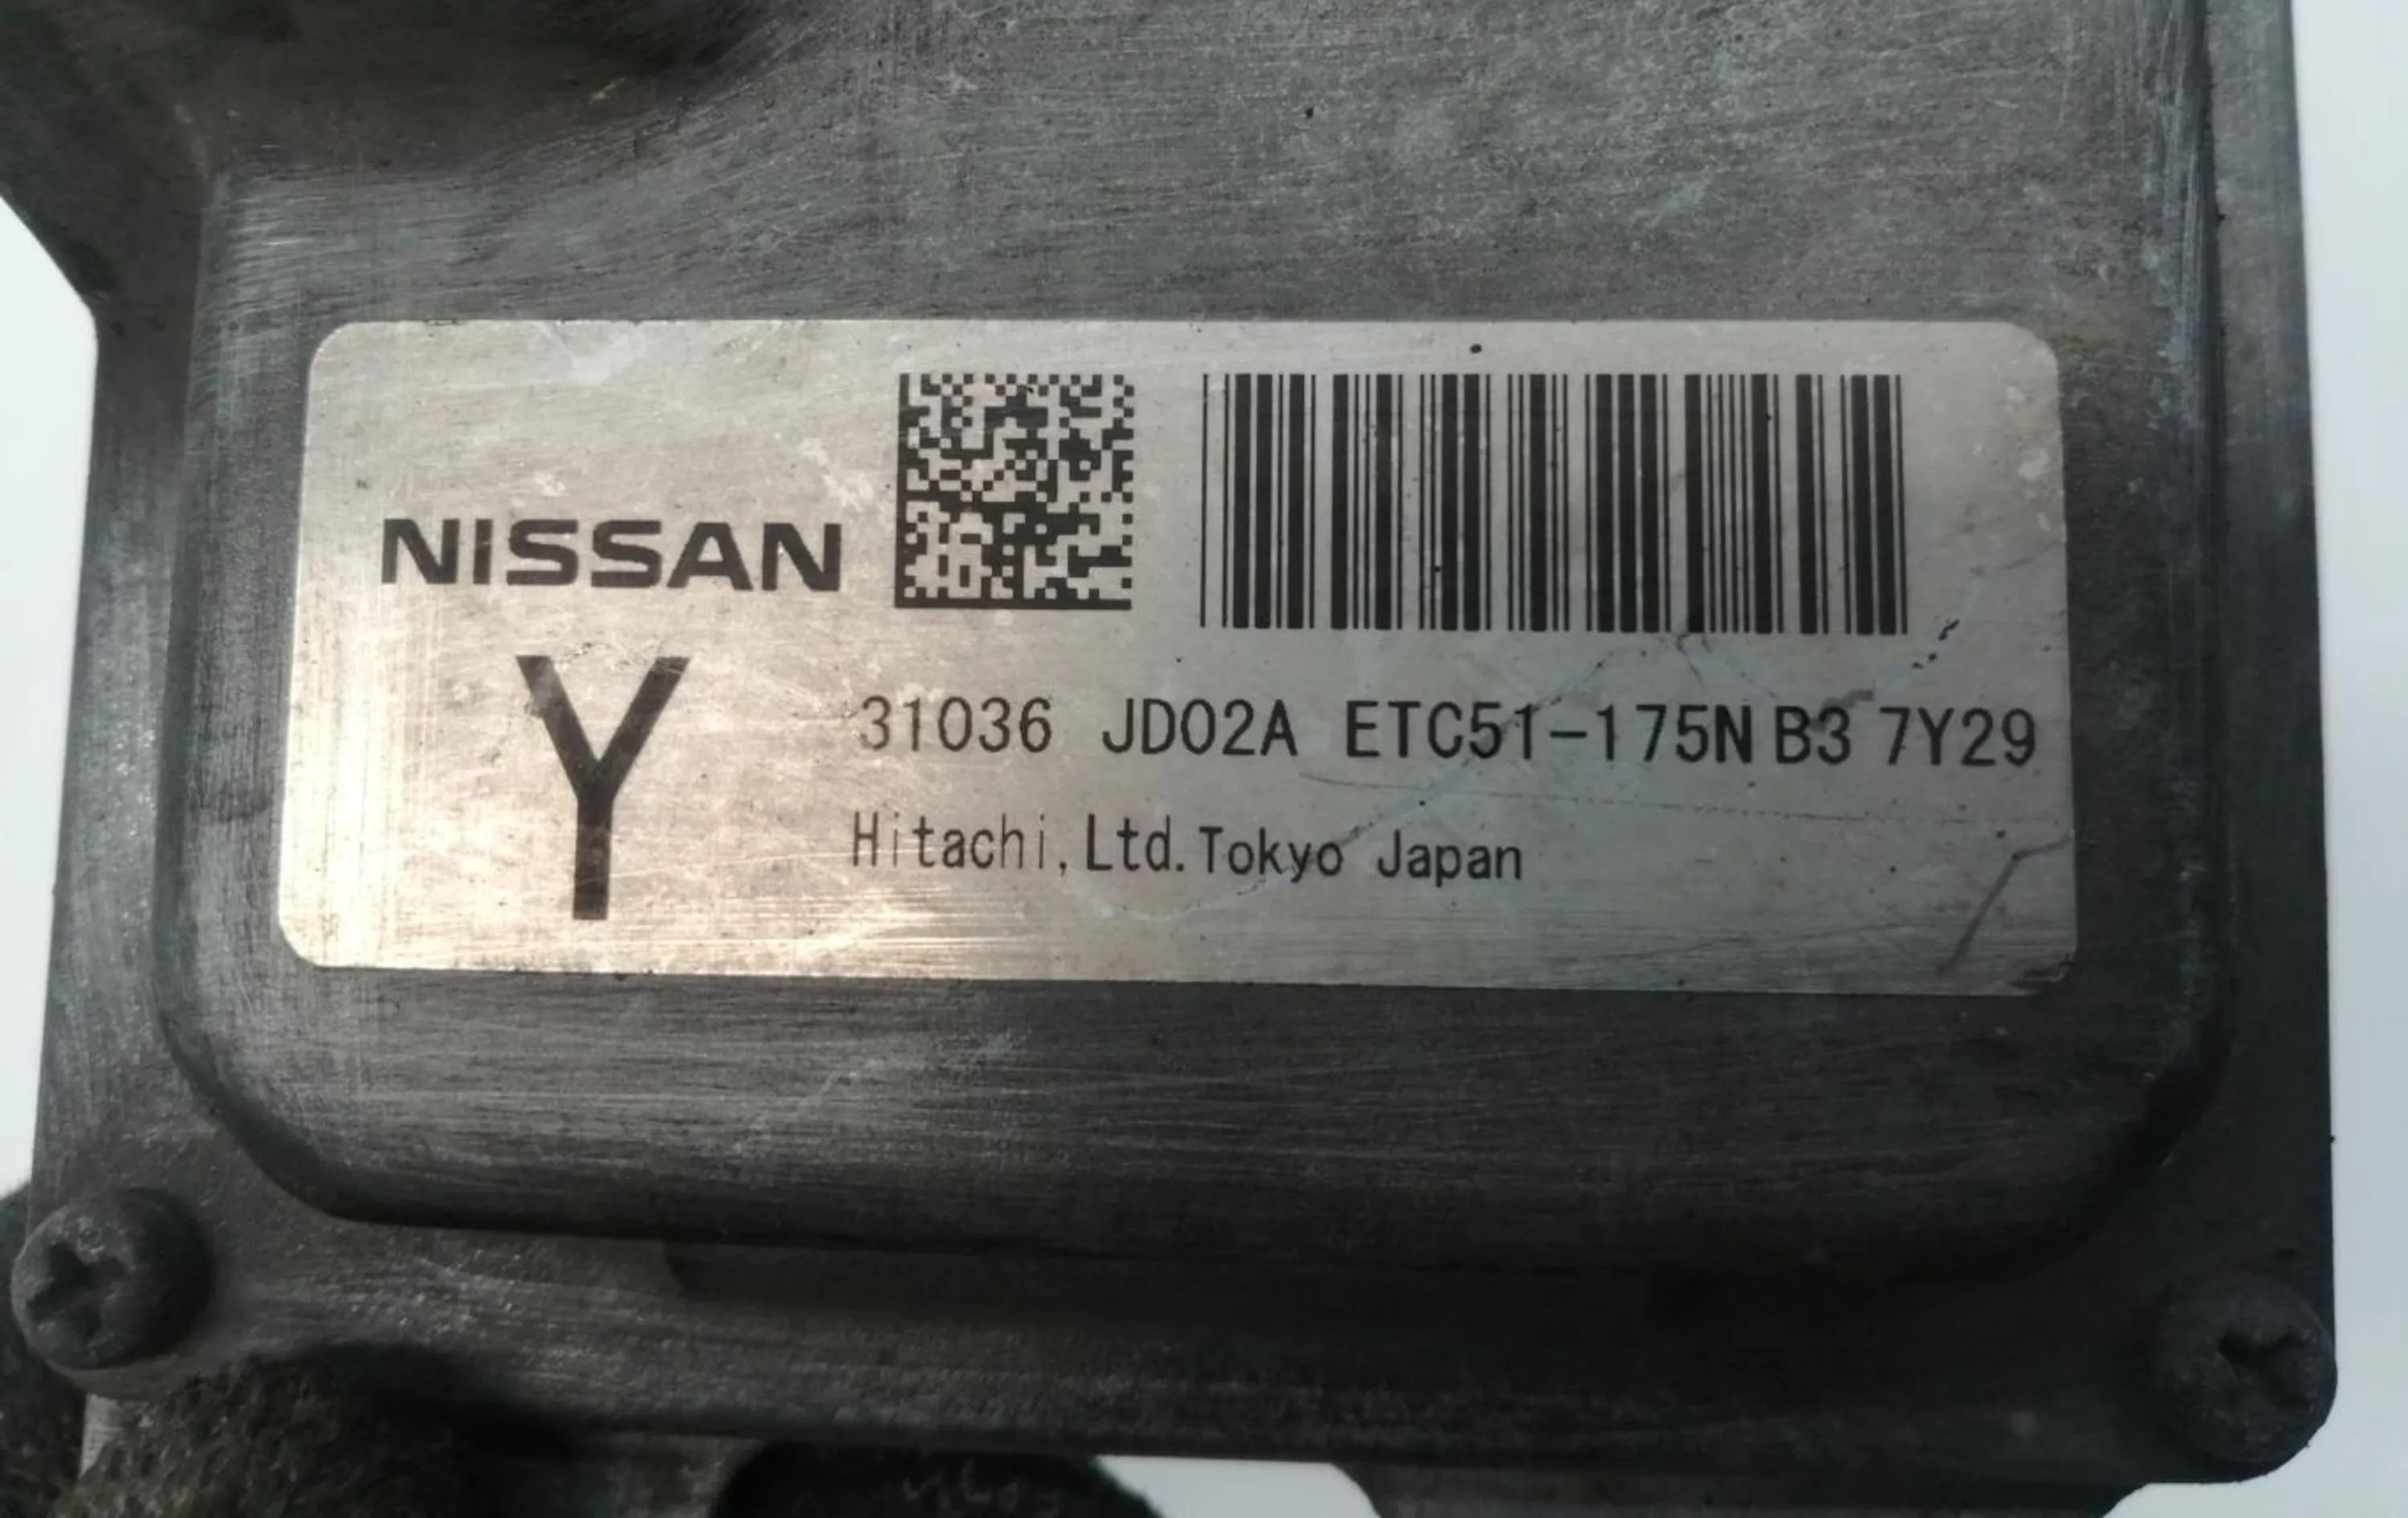 NISSAN
Y
31036 JD02A ETC51-175N B3 7Y29
Hitachi, Ltd. Tokyo Japan